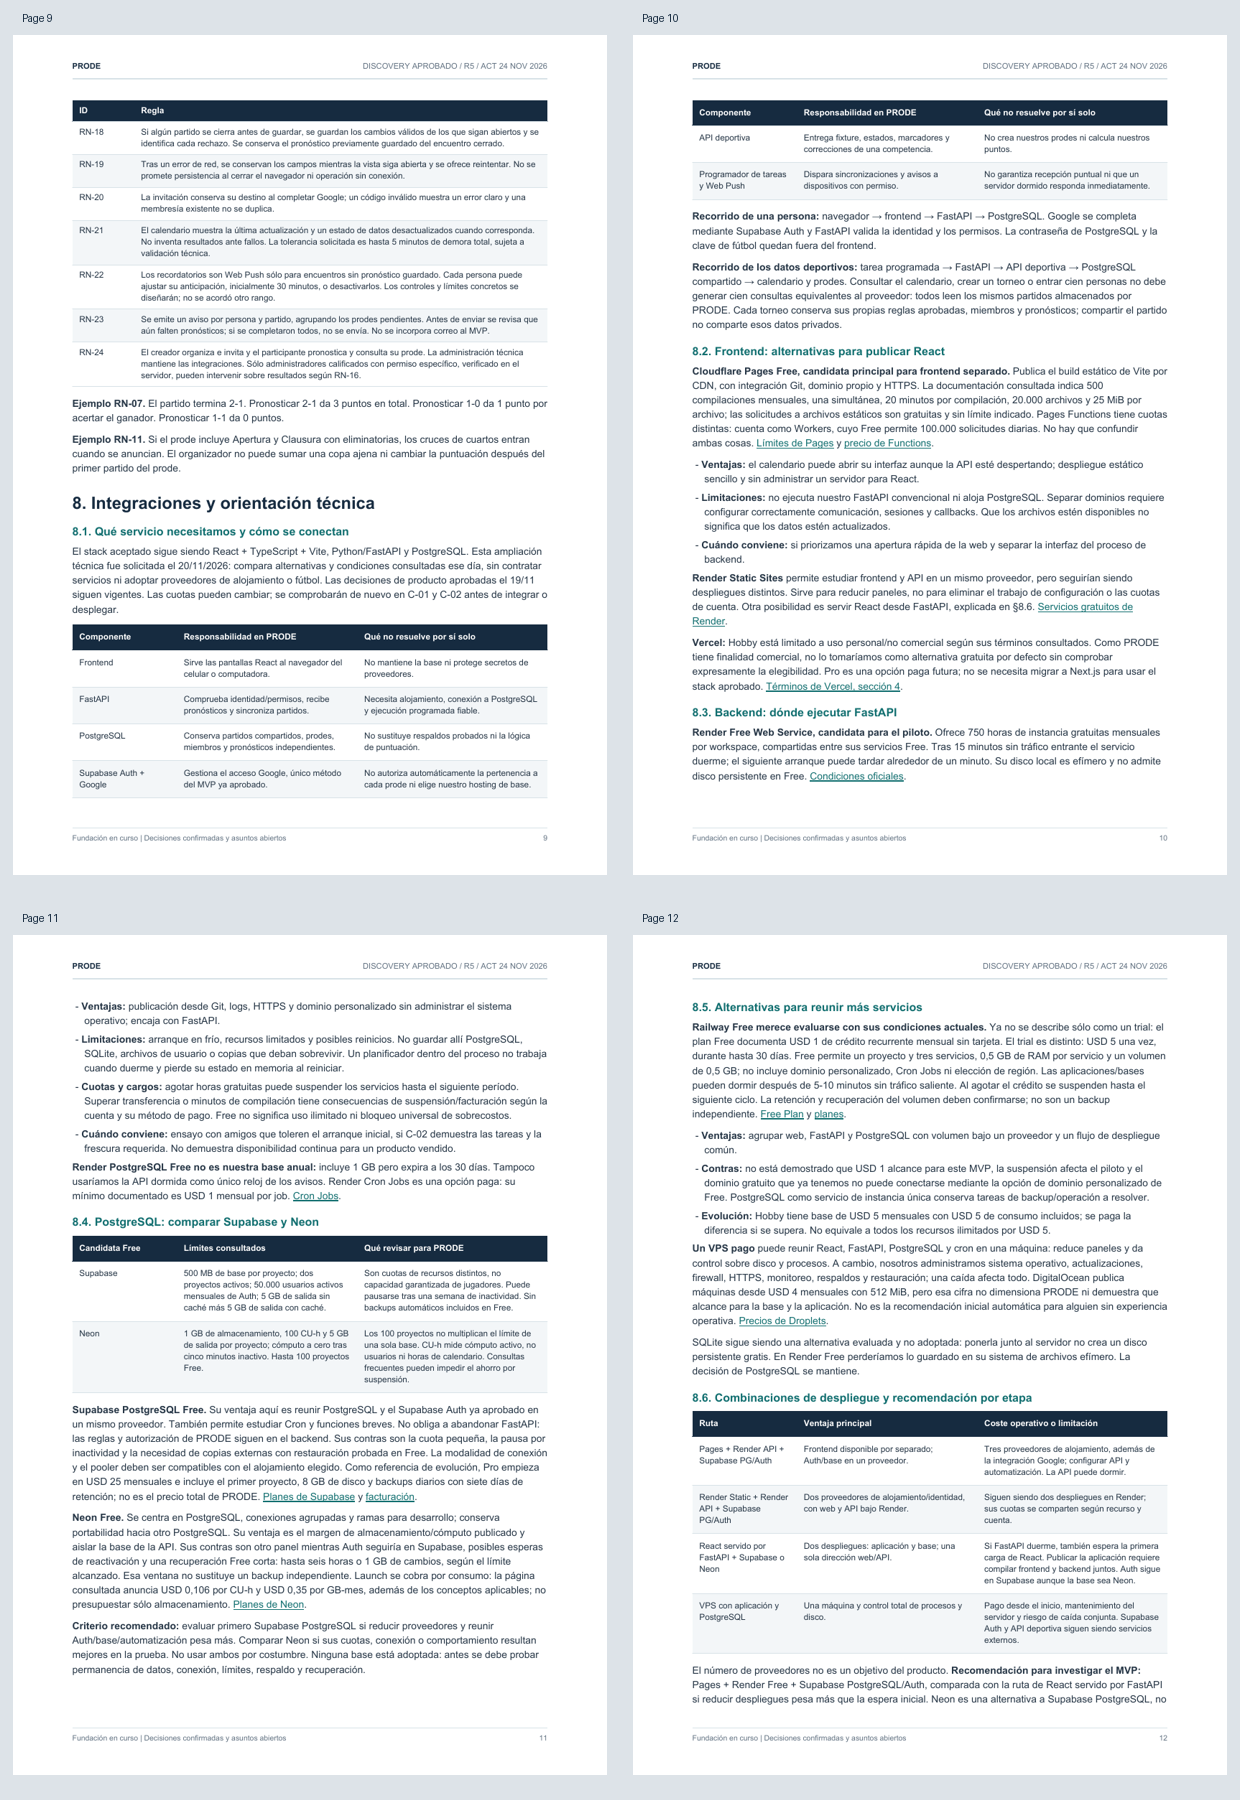 Page 9
PRODE
DISCOVERY APROBADO / R5 / ACT 24 NOV 2026
ID Regla
RN-18 Si algún partido se cierra antes de guardar, se guardan los cambios válidos de los que sigan abiertos y se
identifica cada rechazo. Se conserva el pronóstico previamente guardado del encuentro cerrado.
RN-19 Tras un error de red, se conservan los campos mientras la vista siga abierta y se ofrece reintentar. No se
promete persistencia al cerrar el navegador ni operación sin conexión.
RN-20 La invitación conserva su destino al completar Google; un código inválido muestra un error claro y una
membresía existente no se duplica.
RN-21 El calendario muestra la última actualización y un estado de datos desactualizados cuando corresponda.
No inventa resultados ante fallos. La tolerancia solicitada es hasta 5 minutos de demora total, sujeta a
validación técnica.
RN-22 Los recordatorios son Web Push sólo para encuentros sin pronóstico guardado. Cada persona puede
ajustar su anticipación, inicialmente 30 minutos, o desactivarlos. Los controles y límites concretos se
diseñarán; no se acordó otro rango.
RN-23 Se emite un aviso por persona y partido, agrupando los prodes pendientes. Antes de enviar se revisa que
aún falten pronósticos; si se completaron todos, no se envía. No se incorpora correo al MVP.
RN-24 El creador organiza e invita y el participante pronostica y consulta su prode. La administración técnica
mantiene las integraciones. Sólo administradores calificados con permiso específico, verificado en el
servidor, pueden intervenir sobre resultados según RN-16.
Ejemplo RN-07. El partido termina 2-1. Pronosticar 2-1 da 3 puntos en total. Pronosticar 1-0 da 1 punto por
acertar el ganador. Pronosticar 1-1 da 0 puntos.
Ejemplo RN-11. Si el prode incluye Apertura y Clausura con eliminatorias, los cruces de cuartos entran
cuando se anuncian. El organizador no puede sumar una copa ajena ni cambiar la puntuación después del
primer partido del prode.
8. Integraciones y orientación técnica
8.1. Qué servicio necesitamos y cómo se conectan
El stack aceptado sigue siendo React + TypeScript + Vite, Python/FastAPI y PostgreSQL. Esta ampliación
técnica fue solicitada el 20/11/2026: compara alternativas y condiciones consultadas ese día, sin contratar
servicios ni adoptar proveedores de alojamiento o fútbol. Las decisiones de producto aprobadas el 19/11
siguen vigentes. Las cuotas pueden cambiar; se comprobarán de nuevo en C-01 y C-02 antes de integrar o
desplegar.
Componente Responsabilidad en PRODE Qué no resuelve por sí solo
Frontend Sirve las pantallas React al navegador del No mantiene la base ni protege secretos de
celular o computadora. proveedores.
FastAPI Comprueba identidad/permisos, recibe Necesita alojamiento, conexión a PostgreSQL
pronósticos y sincroniza partidos. y ejecución programada fiable.
PostgreSQL Conserva partidos compartidos, prodes, No sustituye respaldos probados ni la lógica
miembros y pronósticos independientes. de puntuación.
Supabase Auth + Gestiona el acceso Google, único método No autoriza automáticamente la pertenencia a
Google del MVP ya aprobado. cada prode ni elige nuestro hosting de base.
Fundación en curso | Decisiones confirmadas y asuntos abiertos 9
Page 10
PRODE
DISCOVERY APROBADO / R5 / ACT 24 NOV 2026
Componente Responsabilidad en PRODE Qué no resuelve por sí solo
API deportiva Entrega fixture, estados, marcadores y No crea nuestros prodes ni calcula nuestros
correcciones de una competencia. puntos.
Programador de tareas Dispara sincronizaciones y avisos a No garantiza recepción puntual ni que un
y Web Push dispositivos con permiso. servidor dormido responda inmediatamente.
Recorrido de una persona: navegador → frontend → FastAPI → PostgreSQL. Google se completa
mediante Supabase Auth y FastAPI valida la identidad y los permisos. La contraseña de PostgreSQL y la
clave de fútbol quedan fuera del frontend.
Recorrido de los datos deportivos: tarea programada → FastAPI → API deportiva → PostgreSQL
compartido → calendario y prodes. Consultar el calendario, crear un torneo o entrar cien personas no debe
generar cien consultas equivalentes al proveedor: todos leen los mismos partidos almacenados por
PRODE. Cada torneo conserva sus propias reglas aprobadas, miembros y pronósticos; compartir el partido
no comparte esos datos privados.
8.2. Frontend: alternativas para publicar React
Cloudflare Pages Free, candidata principal para frontend separado. Publica el build estático de Vite por
CDN, con integración Git, dominio propio y HTTPS. La documentación consultada indica 500
compilaciones mensuales, una simultánea, 20 minutos por compilación, 20.000 archivos y 25 MiB por
archivo; las solicitudes a archivos estáticos son gratuitas y sin límite indicado. Pages Functions tiene cuotas
distintas: cuenta como Workers, cuyo Free permite 100.000 solicitudes diarias. No hay que confundir
ambas cosas. Límites de Pages y precio de Functions.
- Ventajas: el calendario puede abrir su interfaz aunque la API esté despertando; despliegue estático
sencillo y sin administrar un servidor para React.
- Limitaciones: no ejecuta nuestro FastAPI convencional ni aloja PostgreSQL. Separar dominios requiere
configurar correctamente comunicación, sesiones y callbacks. Que los archivos estén disponibles no
significa que los datos estén actualizados.
- Cuándo conviene: si priorizamos una apertura rápida de la web y separar la interfaz del proceso de
backend.
Render Static Sites permite estudiar frontend y API en un mismo proveedor, pero seguirían siendo
despliegues distintos. Sirve para reducir paneles, no para eliminar el trabajo de configuración o las cuotas
de cuenta. Otra posibilidad es servir React desde FastAPI, explicada en §8.6. Servicios gratuitos de
Render.
Vercel: Hobby está limitado a uso personal/no comercial según sus términos consultados. Como PRODE
tiene finalidad comercial, no lo tomaríamos como alternativa gratuita por defecto sin comprobar
expresamente la elegibilidad. Pro es una opción paga futura; no se necesita migrar a Next.js para usar el
stack aprobado. Términos de Vercel, sección 4.
8.3. Backend: dónde ejecutar FastAPI
Render Free Web Service, candidata para el piloto. Ofrece 750 horas de instancia gratuitas mensuales
por workspace, compartidas entre sus servicios Free. Tras 15 minutos sin tráfico entrante el servicio
duerme; el siguiente arranque puede tardar alrededor de un minuto. Su disco local es efímero y no admite
disco persistente en Free. Condiciones oficiales.
Fundación en curso | Decisiones confirmadas y asuntos abiertos 10
Page 11
PRODE
DISCOVERY APROBADO / R5 / ACT 24 NOV 2026
- Ventajas: publicación desde Git, logs, HTTPS y dominio personalizado sin administrar el sistema
operativo; encaja con FastAPI.
- Limitaciones: arranque en frío, recursos limitados y posibles reinicios. No guardar allí PostgreSQL,
SQLite, archivos de usuario o copias que deban sobrevivir. Un planificador dentro del proceso no trabaja
cuando duerme y pierde su estado en memoria al reiniciar.
- Cuotas y cargos: agotar horas gratuitas puede suspender los servicios hasta el siguiente período.
Superar transferencia o minutos de compilación tiene consecuencias de suspensión/facturación según la
cuenta y su método de pago. Free no significa uso ilimitado ni bloqueo universal de sobrecostos.
- Cuándo conviene: ensayo con amigos que toleren el arranque inicial, si C-02 demuestra las tareas y la
frescura requerida. No demuestra disponibilidad continua para un producto vendido.
Render PostgreSQL Free no es nuestra base anual: incluye 1 GB pero expira a los 30 días. Tampoco
usaríamos la API dormida como único reloj de los avisos. Render Cron Jobs es una opción paga: su
mínimo documentado es USD 1 mensual por job. Cron Jobs.
8.4. PostgreSQL: comparar Supabase y Neon
Candidata Free Límites consultados Qué revisar para PRODE
Supabase 500 MB de base por proyecto; dos Son cuotas de recursos distintos, no
proyectos activos; 50.000 usuarios activos capacidad garantizada de jugadores. Puede
mensuales de Auth; 5 GB de salida sin pausarse tras una semana de inactividad. Sin
caché más 5 GB de salida con caché. backups automáticos incluidos en Free.
Neon 1 GB de almacenamiento, 100 CU-h y 5 GB Los 100 proyectos no multiplican el límite de
de salida por proyecto; cómputo a cero tras una sola base. CU-h mide cómputo activo, no
cinco minutos inactivo. Hasta 100 proyectos usuarios ni horas de calendario. Consultas
Free. frecuentes pueden impedir el ahorro por
suspensión.
Supabase PostgreSQL Free. Su ventaja aquí es reunir PostgreSQL y el Supabase Auth ya aprobado en
un mismo proveedor. También permite estudiar Cron y funciones breves. No obliga a abandonar FastAPI:
las reglas y autorización de PRODE siguen en el backend. Sus contras son la cuota pequeña, la pausa por
inactividad y la necesidad de copias externas con restauración probada en Free. La modalidad de conexión
y el pooler deben ser compatibles con el alojamiento elegido. Como referencia de evolución, Pro empieza
en USD 25 mensuales e incluye el primer proyecto, 8 GB de disco y backups diarios con siete días de
retención; no es el precio total de PRODE. Planes de Supabase y facturación.
Neon Free. Se centra en PostgreSQL, conexiones agrupadas y ramas para desarrollo; conserva
portabilidad hacia otro PostgreSQL. Su ventaja es el margen de almacenamiento/cómputo publicado y
aislar la base de la API. Sus contras son otro panel mientras Auth seguiría en Supabase, posibles esperas
de reactivación y una recuperación Free corta: hasta seis horas o 1 GB de cambios, según el límite
alcanzado. Esa ventana no sustituye un backup independiente. Launch se cobra por consumo: la página
consultada anuncia USD 0,106 por CU-h y USD 0,35 por GB-mes, además de los conceptos aplicables; no
presupuestar sólo almacenamiento. Planes de Neon.
Criterio recomendado: evaluar primero Supabase PostgreSQL si reducir proveedores y reunir
Auth/base/automatización pesa más. Comparar Neon si sus cuotas, conexión o comportamiento resultan
mejores en la prueba. No usar ambos por costumbre. Ninguna base está adoptada: antes se debe probar
permanencia de datos, conexión, límites, respaldo y recuperación.
Fundación en curso | Decisiones confirmadas y asuntos abiertos 11
Page 12
PRODE
DISCOVERY APROBADO / R5 / ACT 24 NOV 2026
8.5. Alternativas para reunir más servicios
Railway Free merece evaluarse con sus condiciones actuales. Ya no se describe sólo como un trial: el
plan Free documenta USD 1 de crédito recurrente mensual sin tarjeta. El trial es distinto: USD 5 una vez,
durante hasta 30 días. Free permite un proyecto y tres servicios, 0,5 GB de RAM por servicio y un volumen
de 0,5 GB; no incluye dominio personalizado, Cron Jobs ni elección de región. Las aplicaciones/bases
pueden dormir después de 5-10 minutos sin tráfico saliente. Al agotar el crédito se suspenden hasta el
siguiente ciclo. La retención y recuperación del volumen deben confirmarse; no son un backup
independiente. Free Plan y planes.
- Ventajas: agrupar web, FastAPI y PostgreSQL con volumen bajo un proveedor y un flujo de despliegue
común.
- Contras: no está demostrado que USD 1 alcance para este MVP, la suspensión afecta el piloto y el
dominio gratuito que ya tenemos no puede conectarse mediante la opción de dominio personalizado de
Free. PostgreSQL como servicio de instancia única conserva tareas de backup/operación a resolver.
- Evolución: Hobby tiene base de USD 5 mensuales con USD 5 de consumo incluidos; se paga la
diferencia si se supera. No equivale a todos los recursos ilimitados por USD 5.
Un VPS pago puede reunir React, FastAPI, PostgreSQL y cron en una máquina: reduce paneles y da
control sobre disco y procesos. A cambio, nosotros administramos sistema operativo, actualizaciones,
firewall, HTTPS, monitoreo, respaldos y restauración; una caída afecta todo. DigitalOcean publica
máquinas desde USD 4 mensuales con 512 MiB, pero esa cifra no dimensiona PRODE ni demuestra que
alcance para la base y la aplicación. No es la recomendación inicial automática para alguien sin experiencia
operativa. Precios de Droplets.
SQLite sigue siendo una alternativa evaluada y no adoptada: ponerla junto al servidor no crea un disco
persistente gratis. En Render Free perderíamos lo guardado en su sistema de archivos efímero. La
decisión de PostgreSQL se mantiene.
8.6. Combinaciones de despliegue y recomendación por etapa
Ruta Ventaja principal Coste operativo o limitación
Pages + Render API + Frontend disponible por separado; Tres proveedores de alojamiento, además de
Supabase PG/Auth Auth/base en un proveedor. la integración Google; configurar API y
automatización. La API puede dormir.
Render Static + Render Dos proveedores de alojamiento/identidad, Siguen siendo dos despliegues en Render;
API + Supabase con web y API bajo Render. sus cuotas se comparten según recurso y
PG/Auth cuenta.
React servido por Dos despliegues: aplicación y base; una Si FastAPI duerme, también espera la primera
FastAPI + Supabase o sola dirección web/API. carga de React. Publicar la aplicación requiere
Neon compilar frontend y backend juntos. Auth sigue
en Supabase aunque la base sea Neon.
VPS con aplicación y Una máquina y control total de procesos y Pago desde el inicio, mantenimiento del
PostgreSQL disco. servidor y riesgo de caída conjunta. Supabase
Auth y API deportiva siguen siendo servicios
externos.
El número de proveedores no es un objetivo del producto. Recomendación para investigar el MVP:
Pages + Render Free + Supabase PostgreSQL/Auth, comparada con la ruta de React servido por FastAPI
si reducir despliegues pesa más que la espera inicial. Neon es una alternativa a Supabase PostgreSQL, no
Fundación en curso | Decisiones confirmadas y asuntos abiertos 12